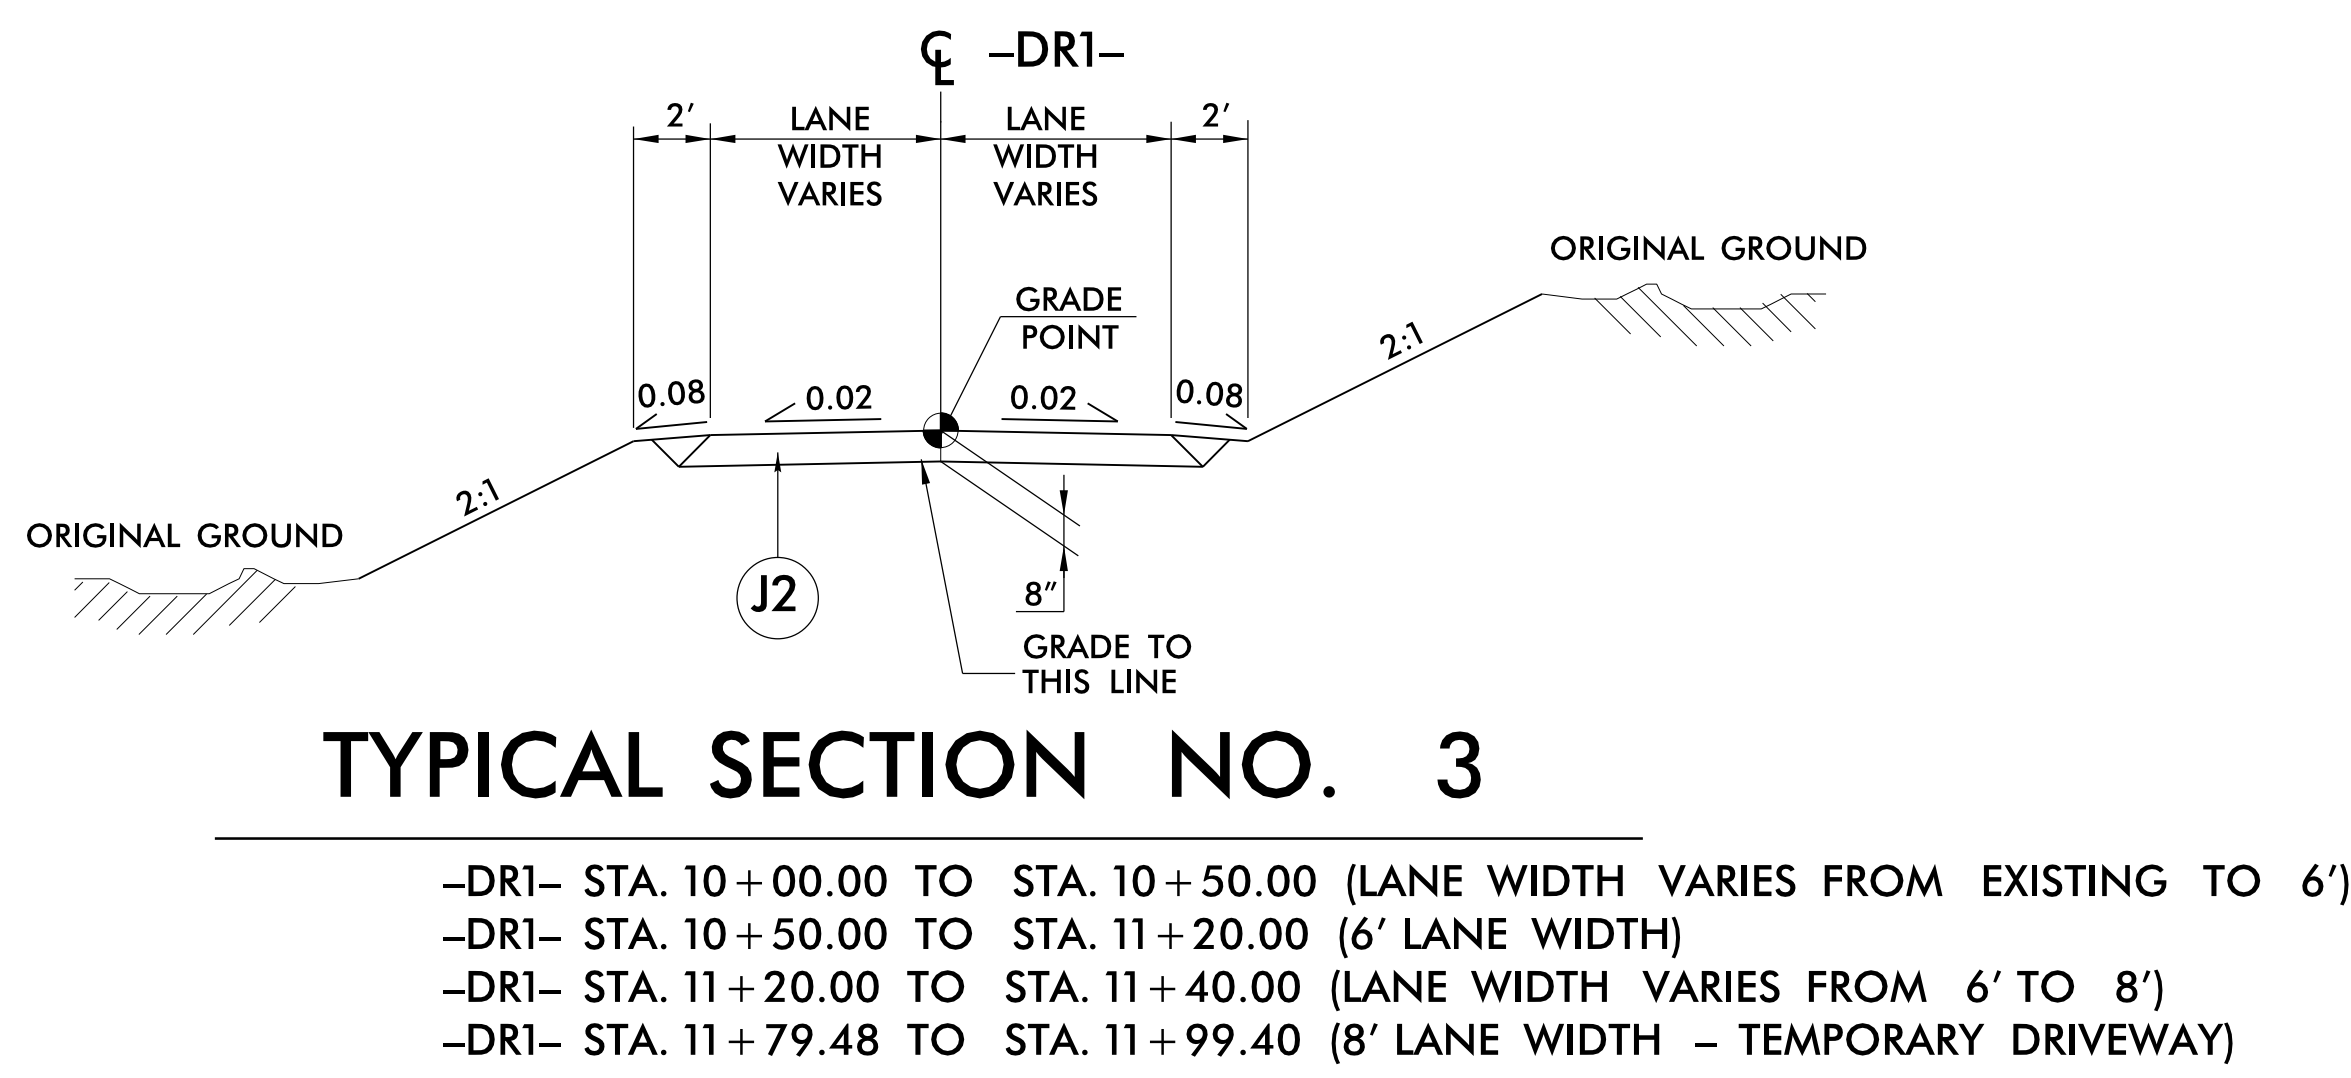 ℄ –DR1–
2' LANE WIDTH VARIES LANE WIDTH VARIES 2'
ORIGINAL GROUND
GRADE
POINT
2:1
0.08 0.02 0.02 0.08
2:1
ORIGINAL GROUND
J2
8"
GRADE TO
THIS LINE
TYPICAL SECTION NO. 3
–DR1– STA. 10+00.00 TO STA. 10+50.00 (LANE WIDTH VARIES FROM EXISTING TO 6')
–DR1– STA. 10+50.00 TO STA. 11+20.00 (6' LANE WIDTH)
–DR1– STA. 11+20.00 TO STA. 11+40.00 (LANE WIDTH VARIES FROM 6' TO 8')
–DR1– STA. 11+79.48 TO STA. 11+99.40 (8' LANE WIDTH – TEMPORARY DRIVEWAY)